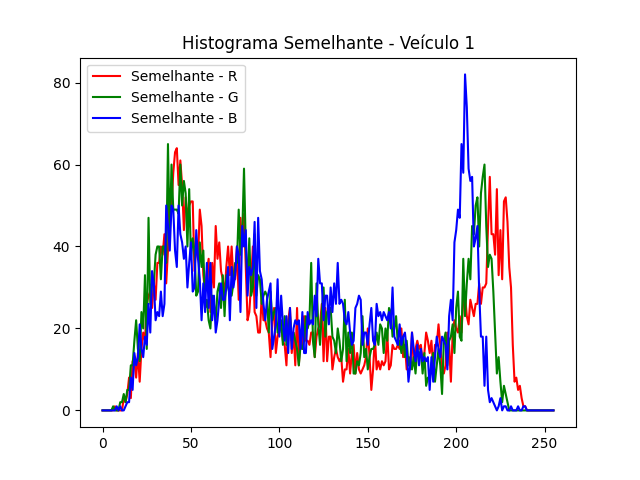 Histograma Semelhante - Veículo 1
Semelhante - R
Semelhante - G
Semelhante - B
80
60
40
20
0
0 50 100 150 200 250